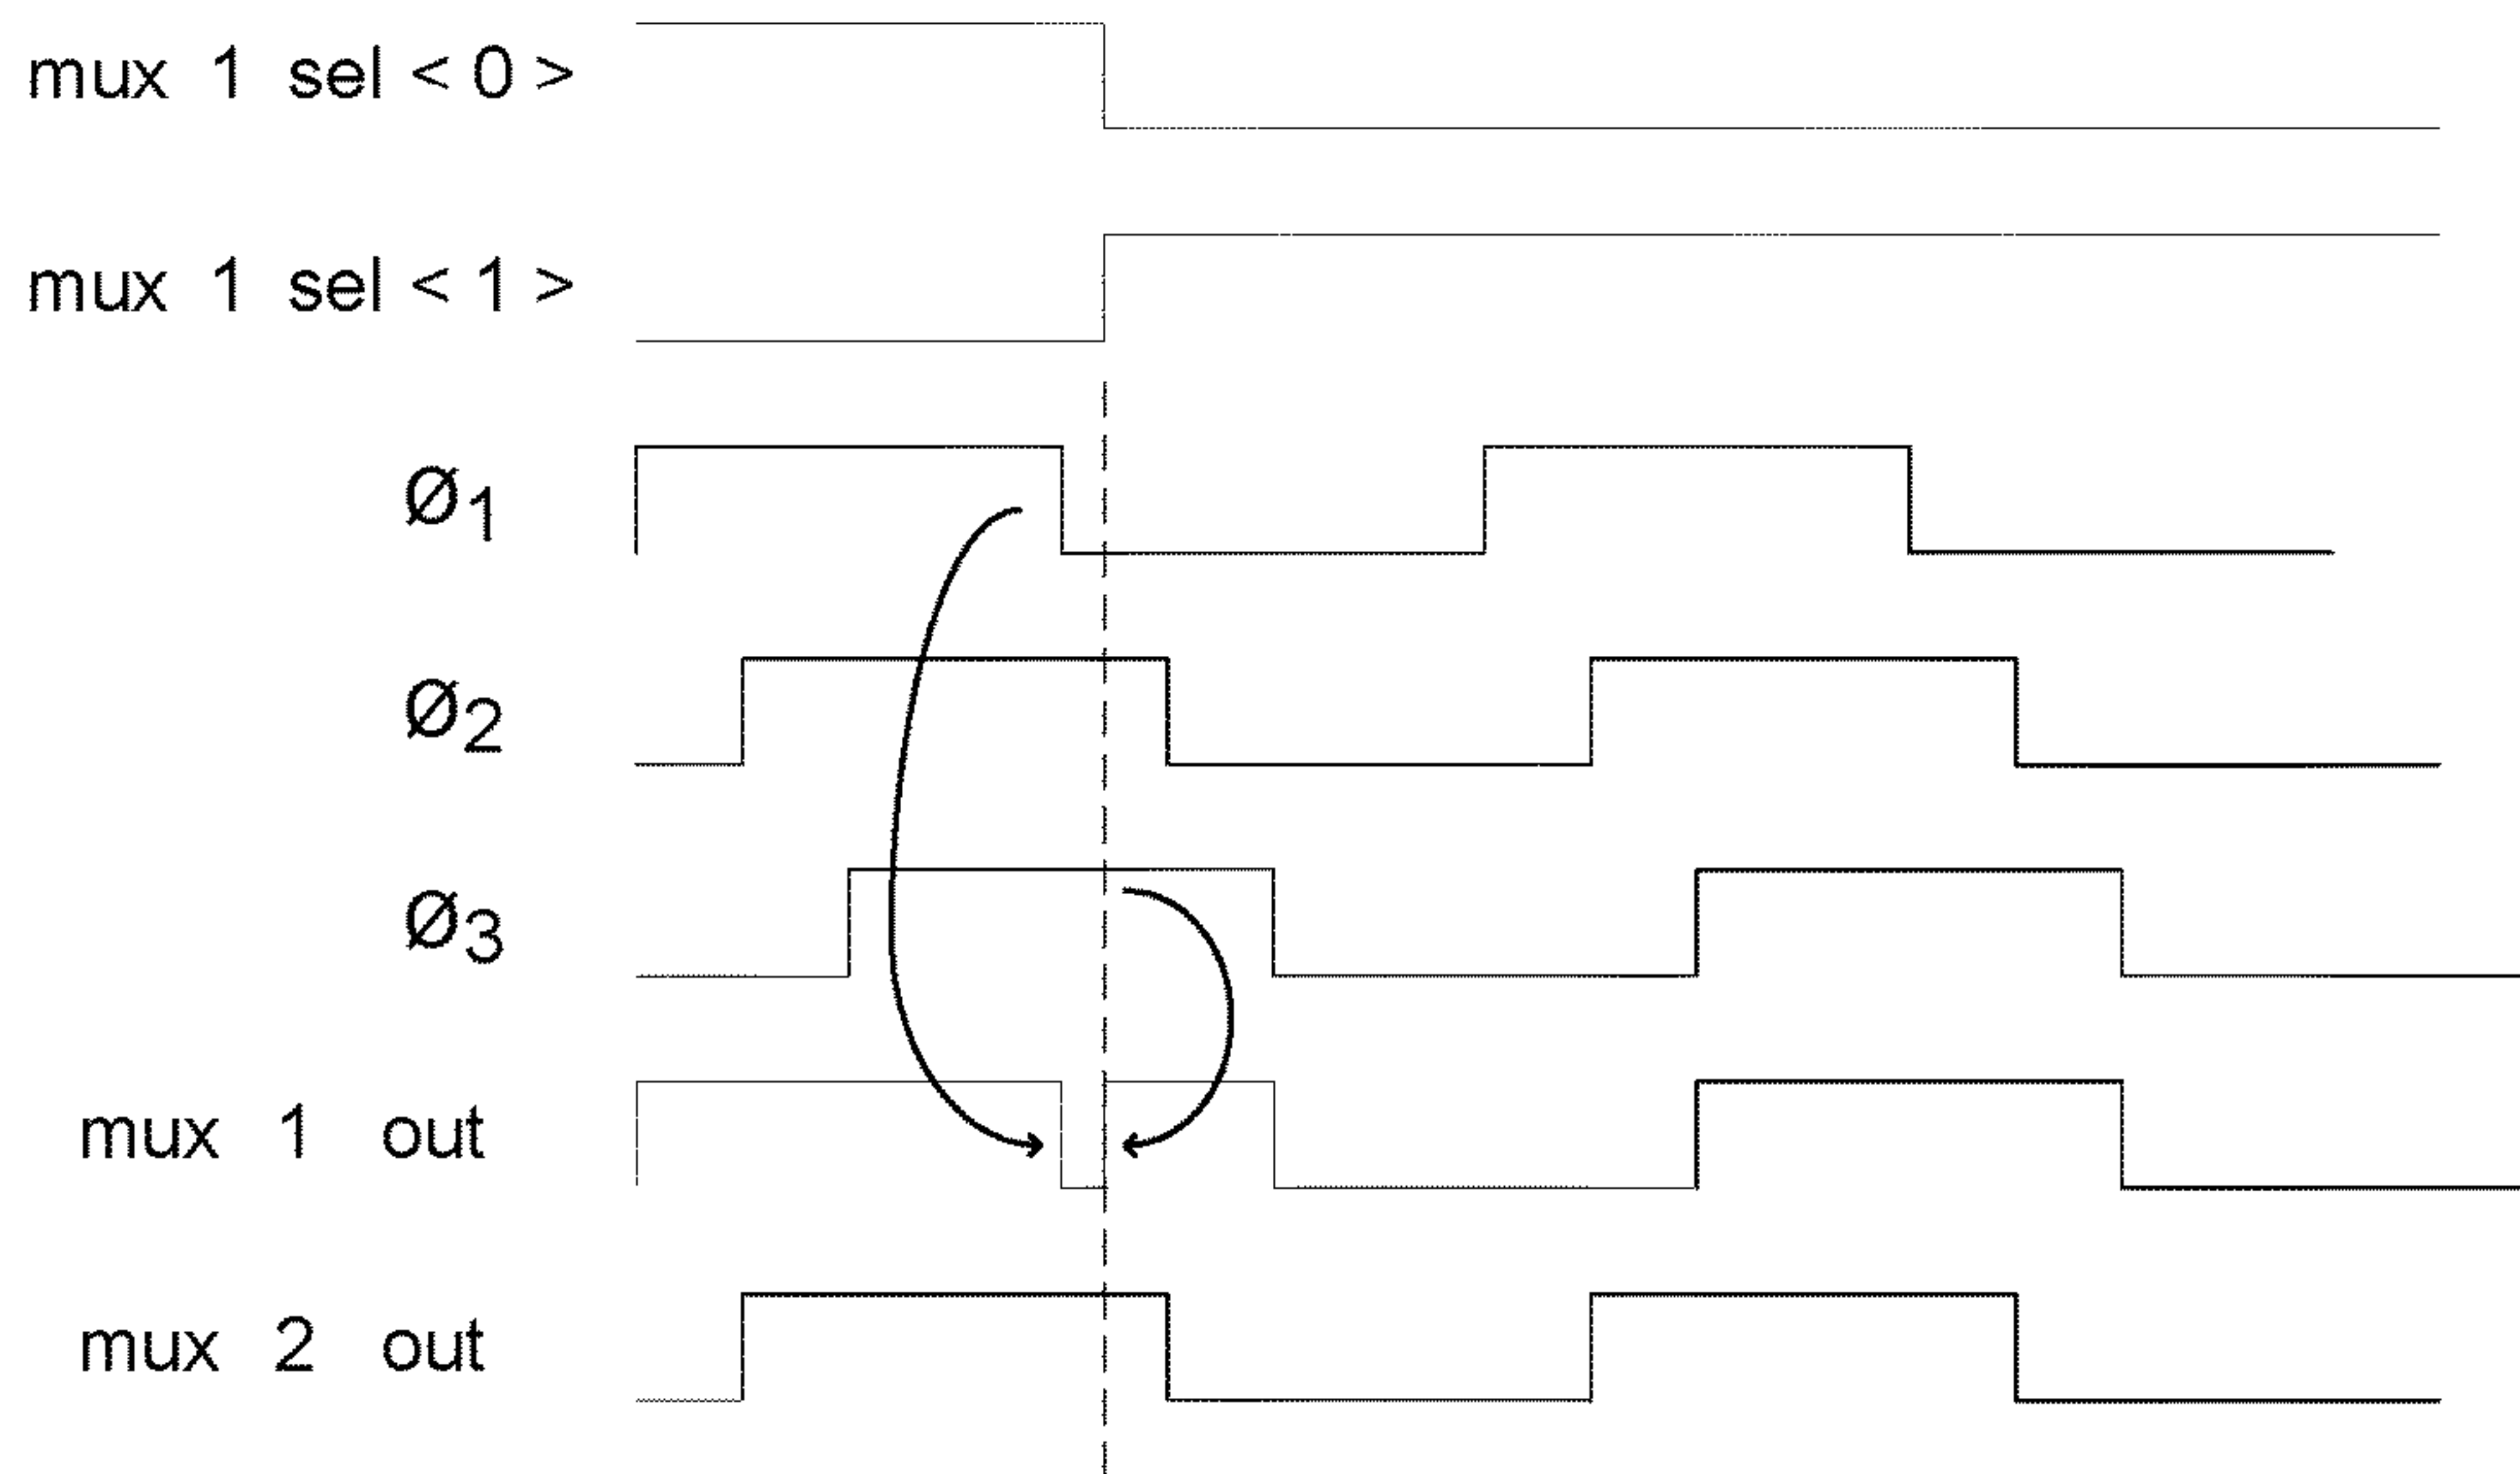 mux 1 sel < 0 >
mux 1 sel < 1 >
Ø1
Ø2
Ø3
mux 1 out
mux 2 out